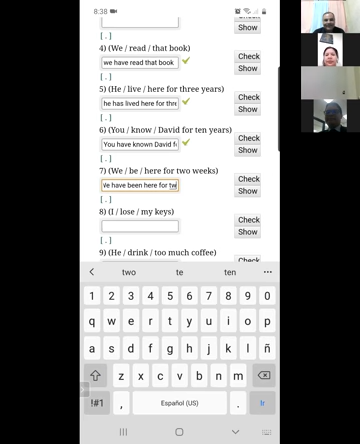 8:38
Check
Show
[ . ]
4) (We / read / that book)
we have read that book
Check
Show
[ . ]
5) (He / live / here for three years)
he has lived here for thre
Check
Show
[ . ]
6) (You / know / David for ten years)
You have known David f
Check
Show
[ . ]
7) (We / be / here for two weeks)
We have been here for tw
Check
Show
[ . ]
8) (I / lose / my keys)
Check
Show
[ . ]
9) (He / drink / too much coffee)
Check
two te ten
1 2 3 4 5 6 7 8 9 0
q w e r t y u i o p
a s d f g h j k l ñ
z x c v b n m
!#1 , Español (US) . Ir